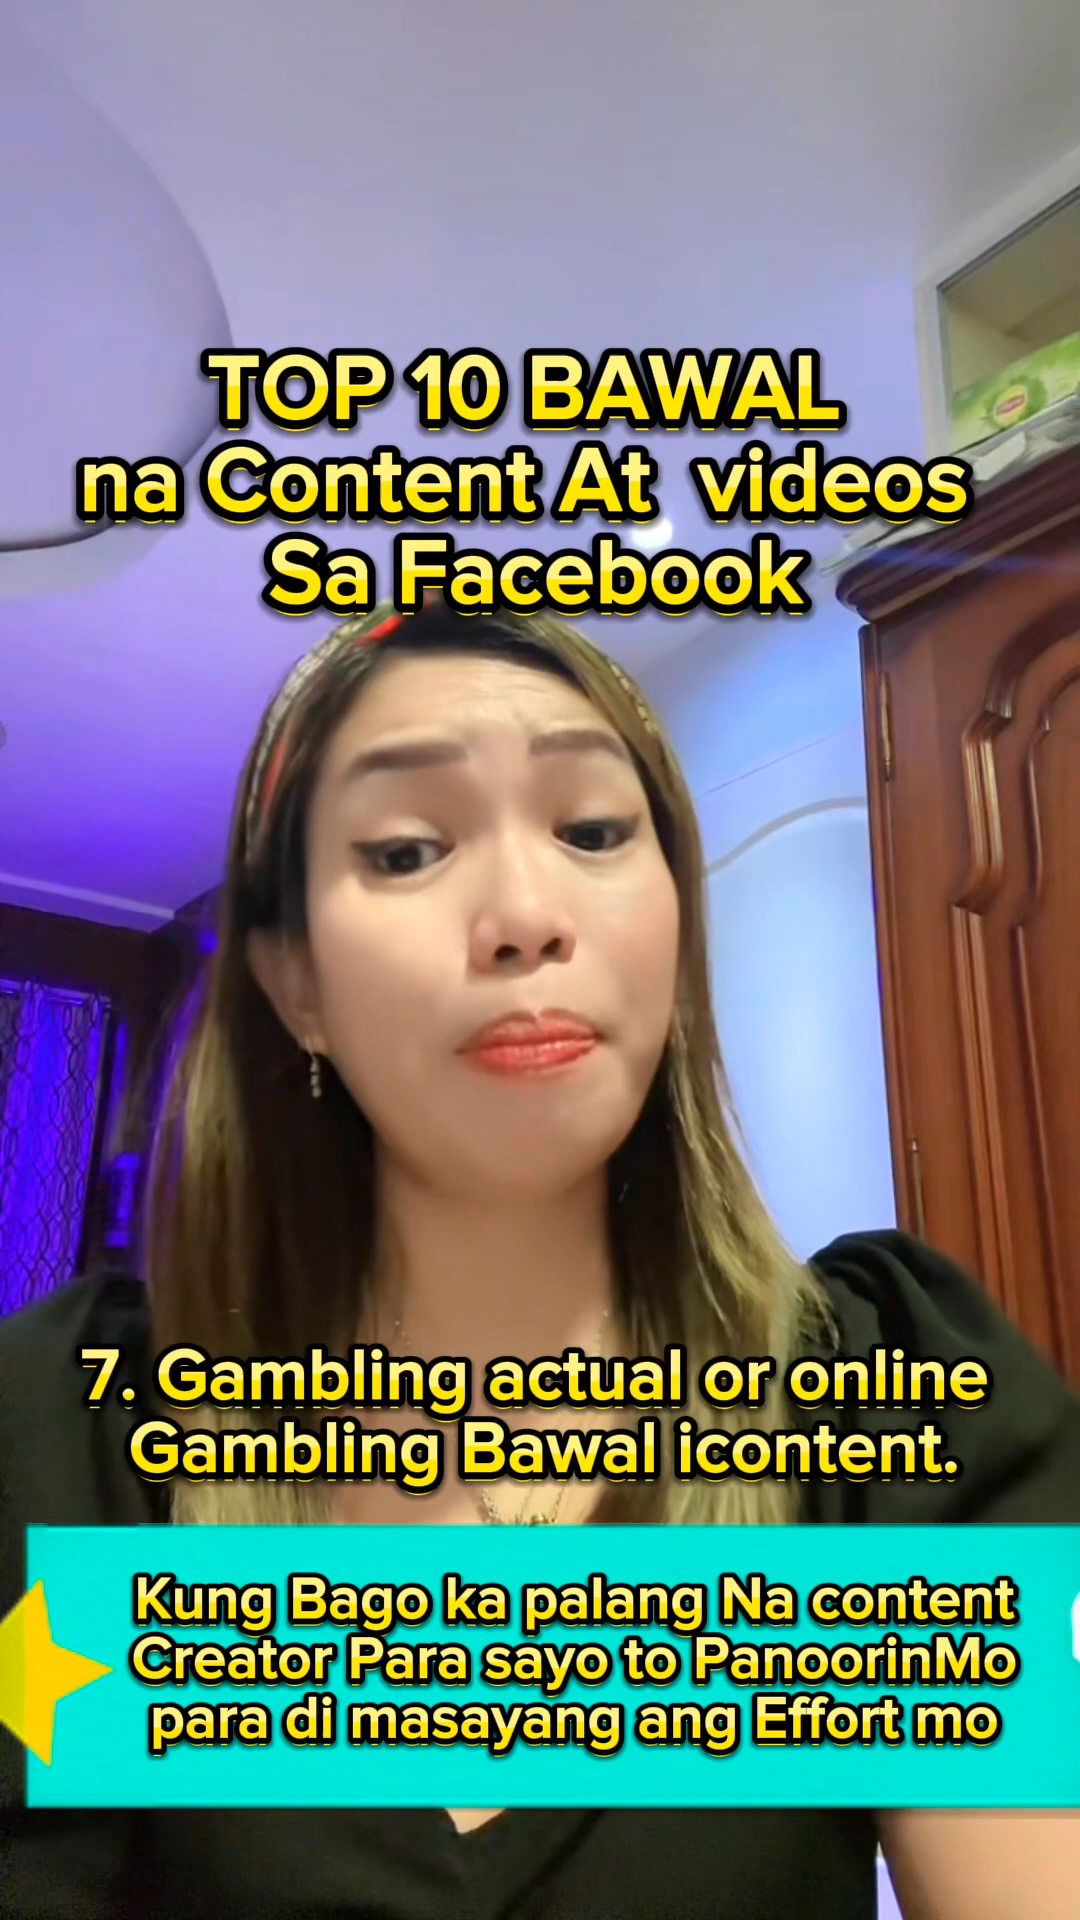 TOP 10 BAWAL
na Content At videos
Sa Facebook
7. Gambling actual or online
Gambling Bawal icontent.
Kung Bago ka palang Na content
Creator Para sayo to PanoorinMo
para di masayang ang Effort mo